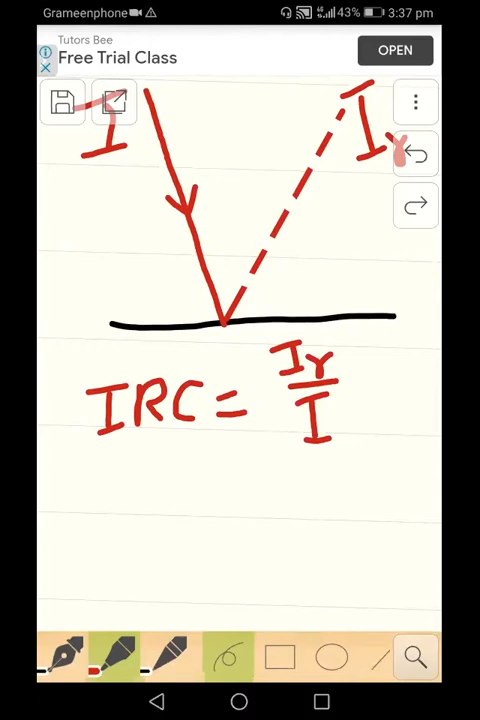 Grameenphone 43% 3:37 pm
Tutors Bee
Free Trial Class
OPEN
I Ir
IRC = Ir
I